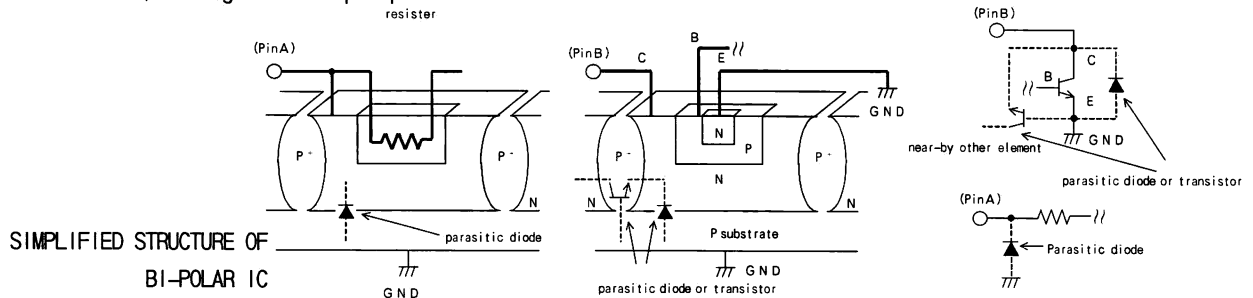 resister
(PinA)
P+
P-
N
parasitic diode
GND
SIMPLIFIED STRUCTURE OF
BI-POLAR IC
(PinB)
C
B
E
GND
N
P
P-
P+
N
N
N
P substrate
GND
parasitic diode or transistor
(PinB)
C
B
E
GND
near-by other element
parasitic diode or transistor
(PinA)
Parasitic diode